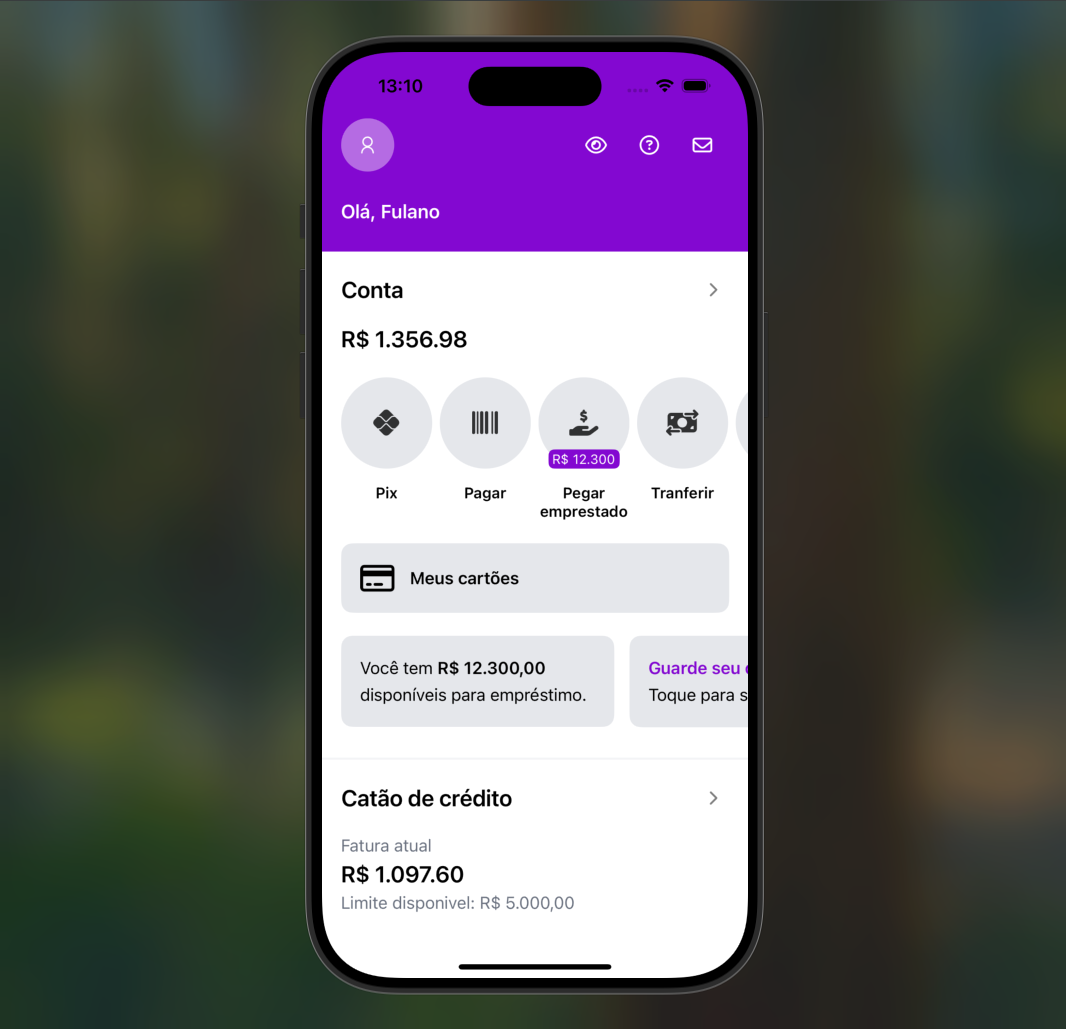 13:10
Olá, Fulano
Conta
R$ 1.356.98
R$ 12.300
Pix
Pagar
Pegar
emprestado
Tranferir
Meus cartões
Você tem R$ 12.300,00
disponíveis para empréstimo.
Guarde seu
Toque para s
Catão de crédito
Fatura atual
R$ 1.097.60
Limite disponivel: R$ 5.000,00